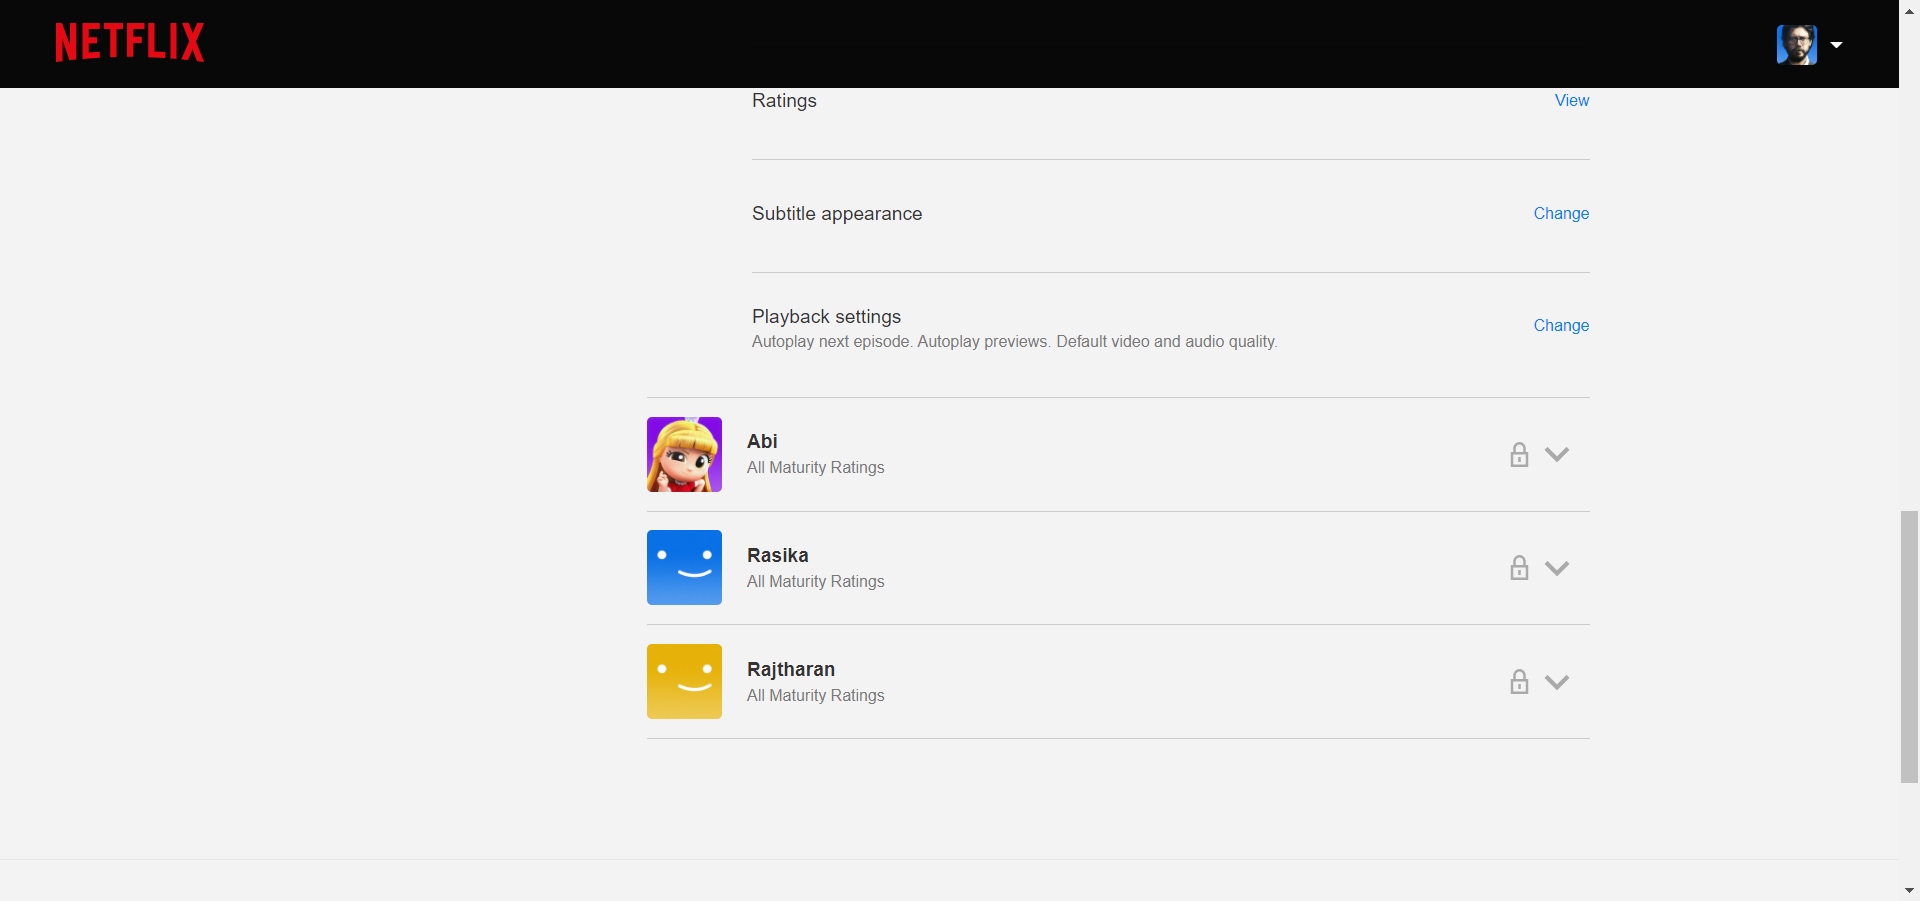 NETFLIX
Ratings
View
Subtitle appearance
Change
Playback settings
Autoplay next episode. Autoplay previews. Default video and audio quality.
Change
Abi
All Maturity Ratings
Rasika
All Maturity Ratings
Rajtharan
All Maturity Ratings